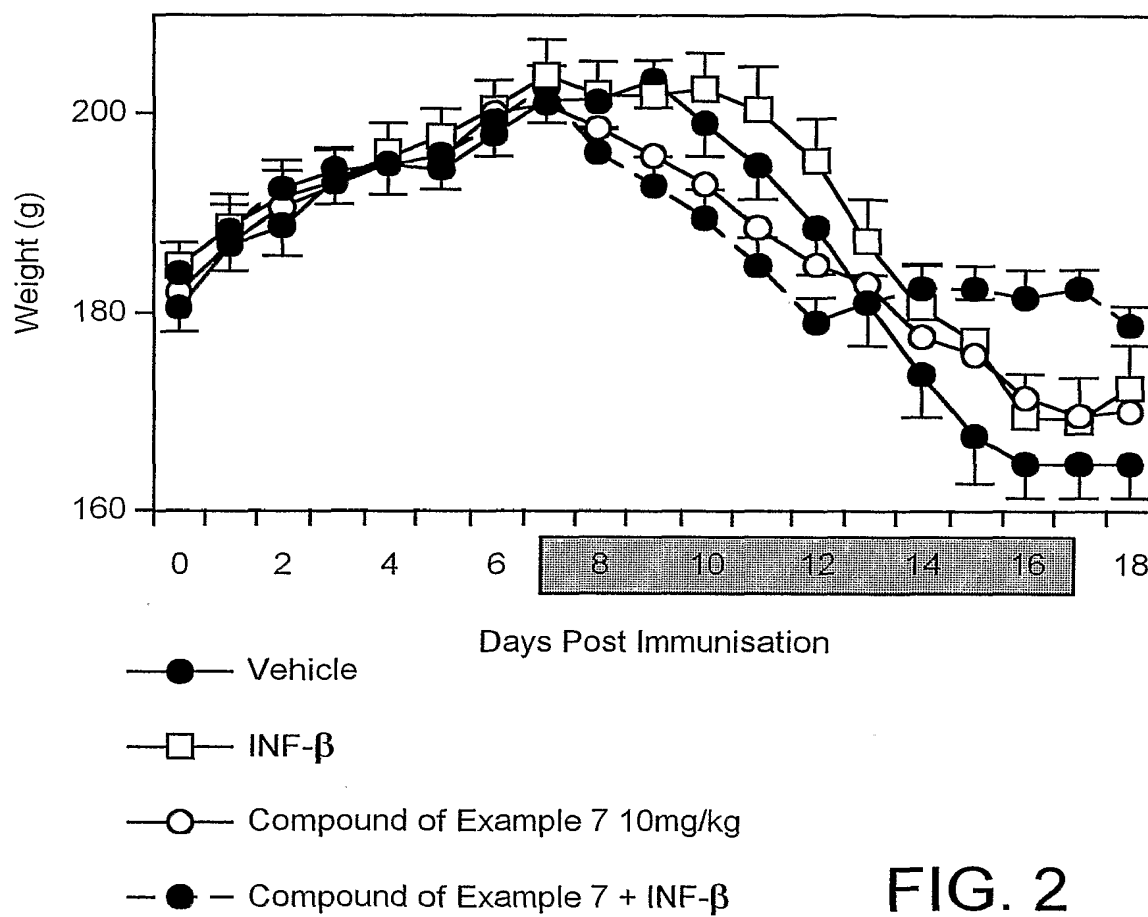 200
180
160
Weight (g)
0 2 4 6 8 10 12 14 16 18
Days Post Immunisation
Vehicle
INF-β
Compound of Example 7 10mg/kg
Compound of Example 7 + INF-β
FIG. 2